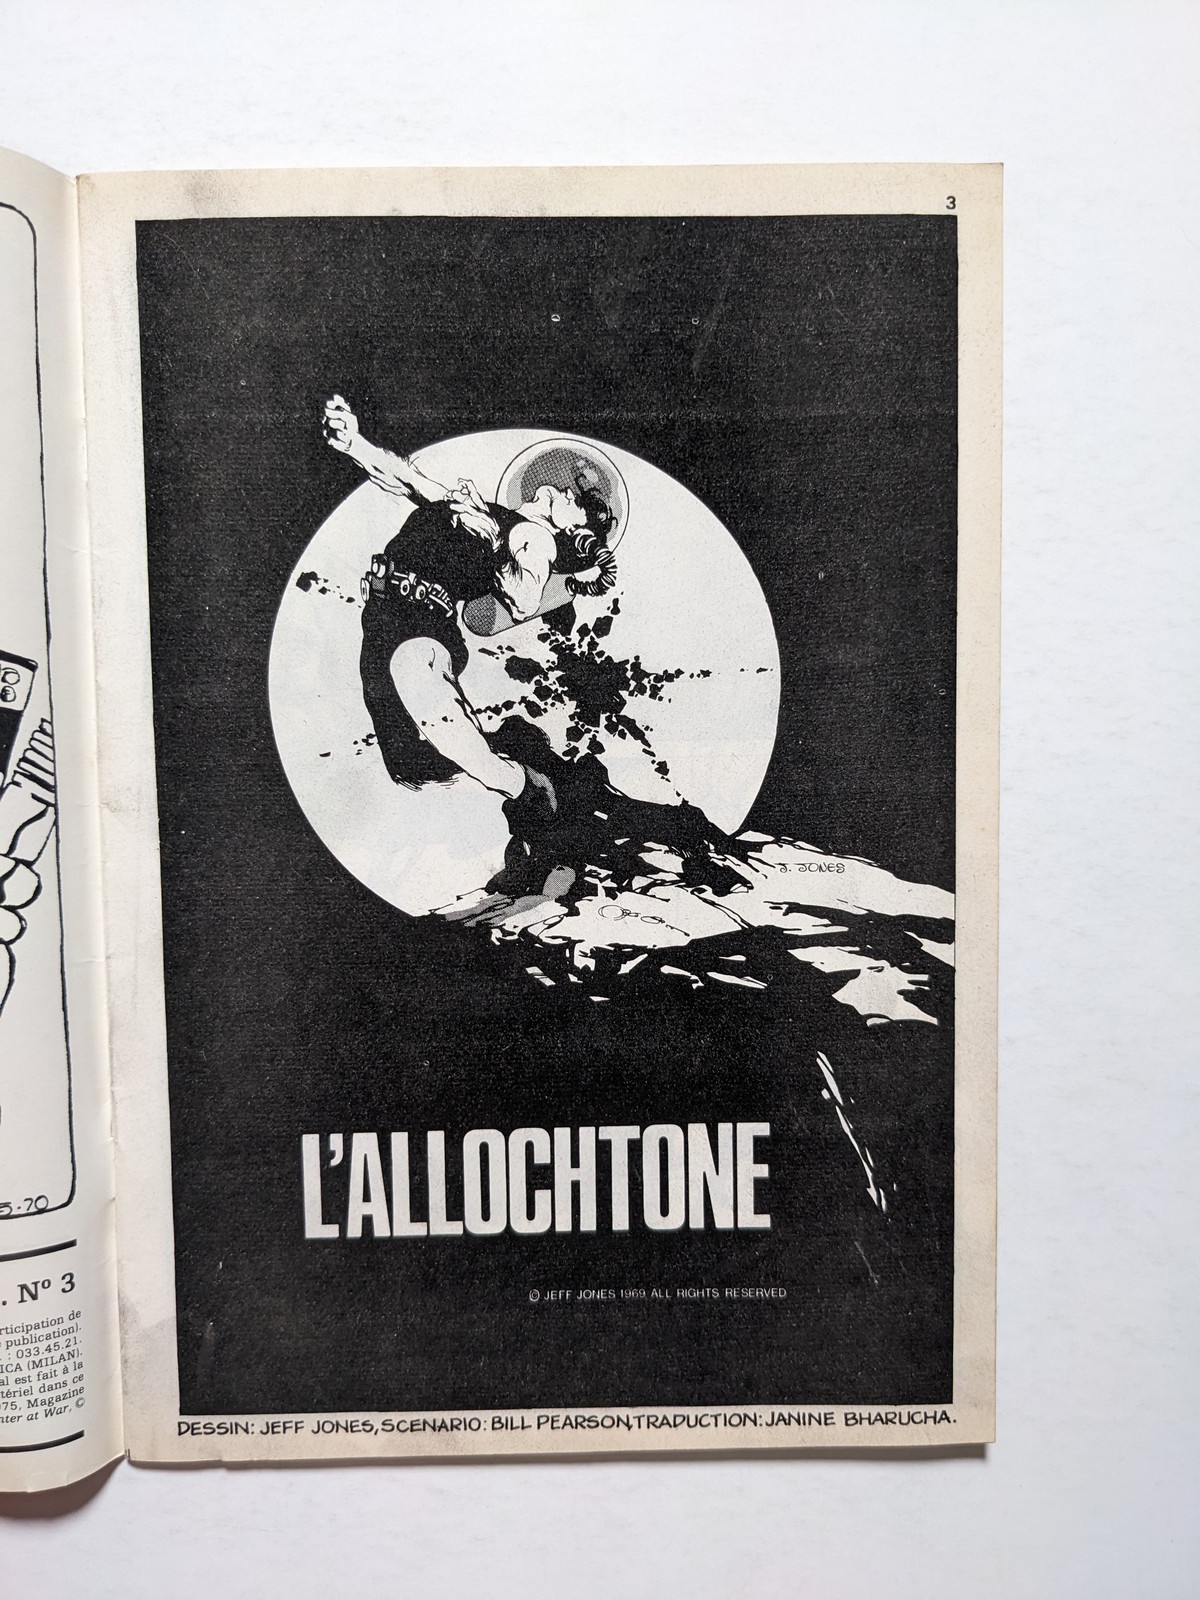 5-70
. Nº 3
rticipation de
publication).
. : 033.45.21.
ICA (MILAN).
al est fait à la
tériel dans ce
975, Magazine
nter at War, ©
3
J. JONES
L'ALLOCHTONE
© JEFF JONES 1969 ALL RIGHTS RESERVED
DESSIN: JEFF JONES, SCENARIO: BILL PEARSON, TRADUCTION: JANINE BHARUCHA.